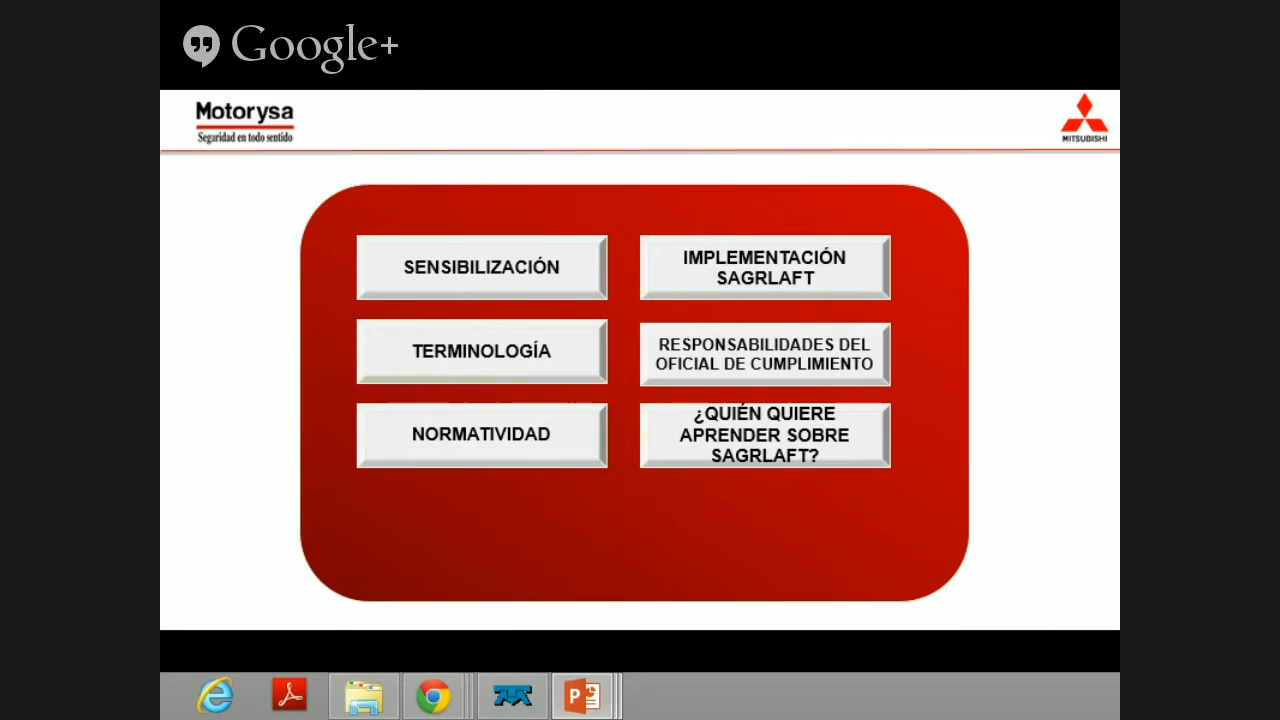 Google+
Motorysa
Seguridad en todo sentido
MITSUBISHI
SENSIBILIZACIÓN
TERMINOLOGÍA
NORMATIVIDAD
IMPLEMENTACIÓN
SAGRLAFT
RESPONSABILIDADES DEL
OFICIAL DE CUMPLIMIENTO
¿QUIÉN QUIERE
APRENDER SOBRE
SAGRLAFT?